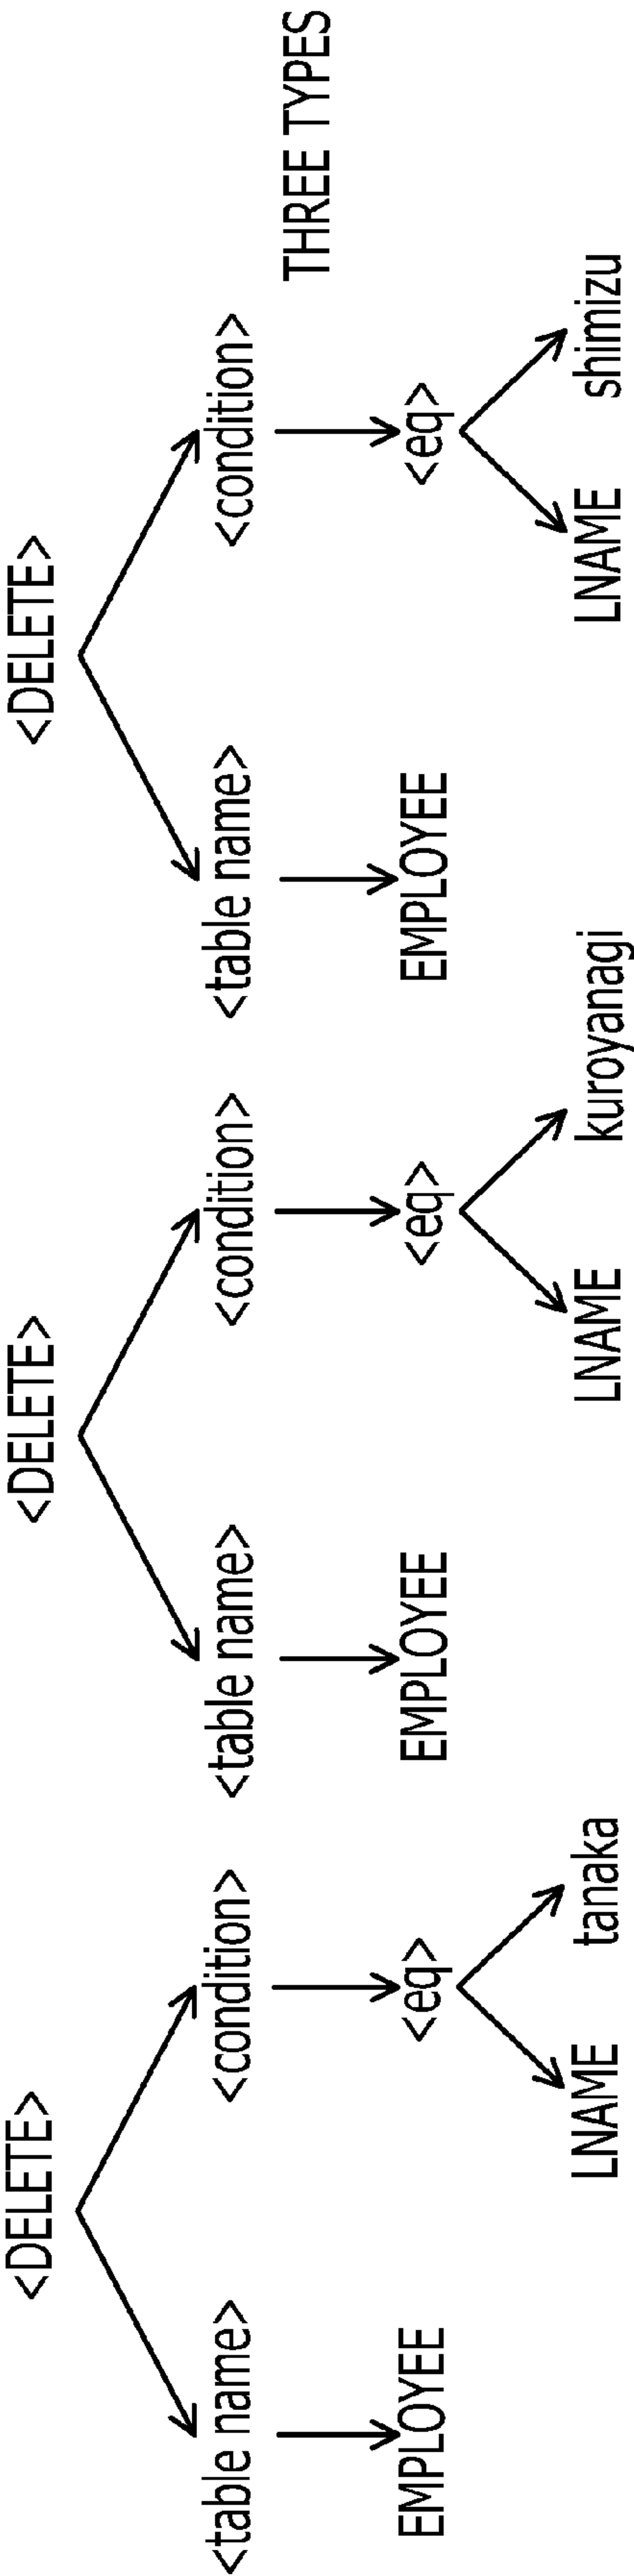 <DELETE>
<table name>
<condition>
EMPLOYEE
<eq>
LNAME
tanaka
<DELETE>
<table name>
<condition>
EMPLOYEE
<eq>
LNAME
kuroyanagi
<DELETE>
<table name>
<condition>
EMPLOYEE
<eq>
LNAME
shimizu
THREE TYPES